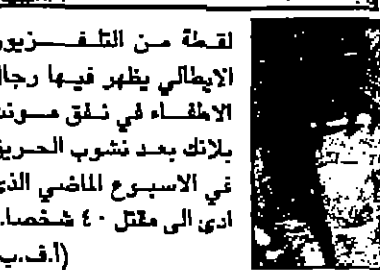 لقطة من التلفزيون
الايطالي يظهر فيها رجال
الاطفاء في نفق مونت
بلانك بعد نشوب الحريق
في الاسبوع الماضي الذي
ادى الى مقتل ٤٠ شخصا.
(ا.ف.ب